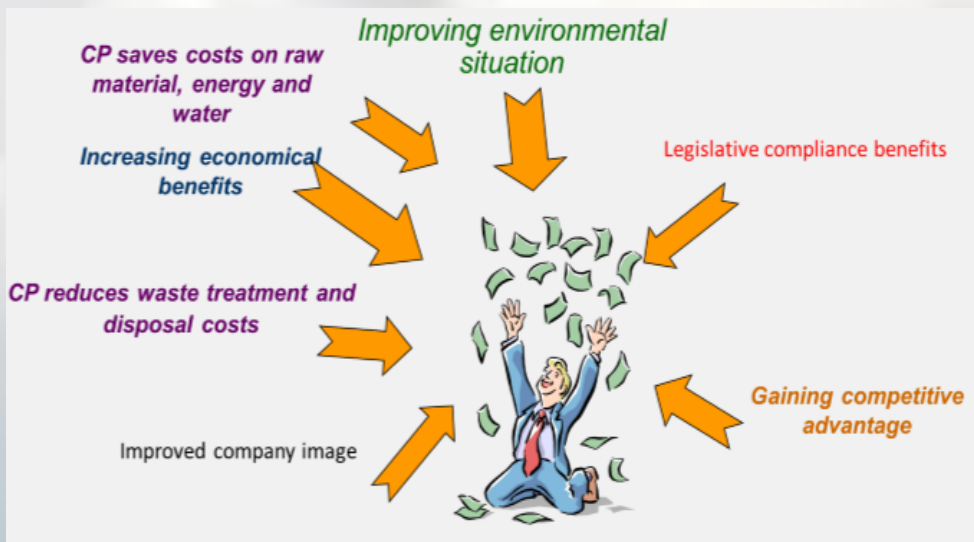 Improving environmental
situation
CP saves costs on raw
material, energy and
water
Increasing economical
benefits
Legislative compliance benefits
CP reduces waste treatment and
disposal costs
Gaining competitive
advantage
Improved company image